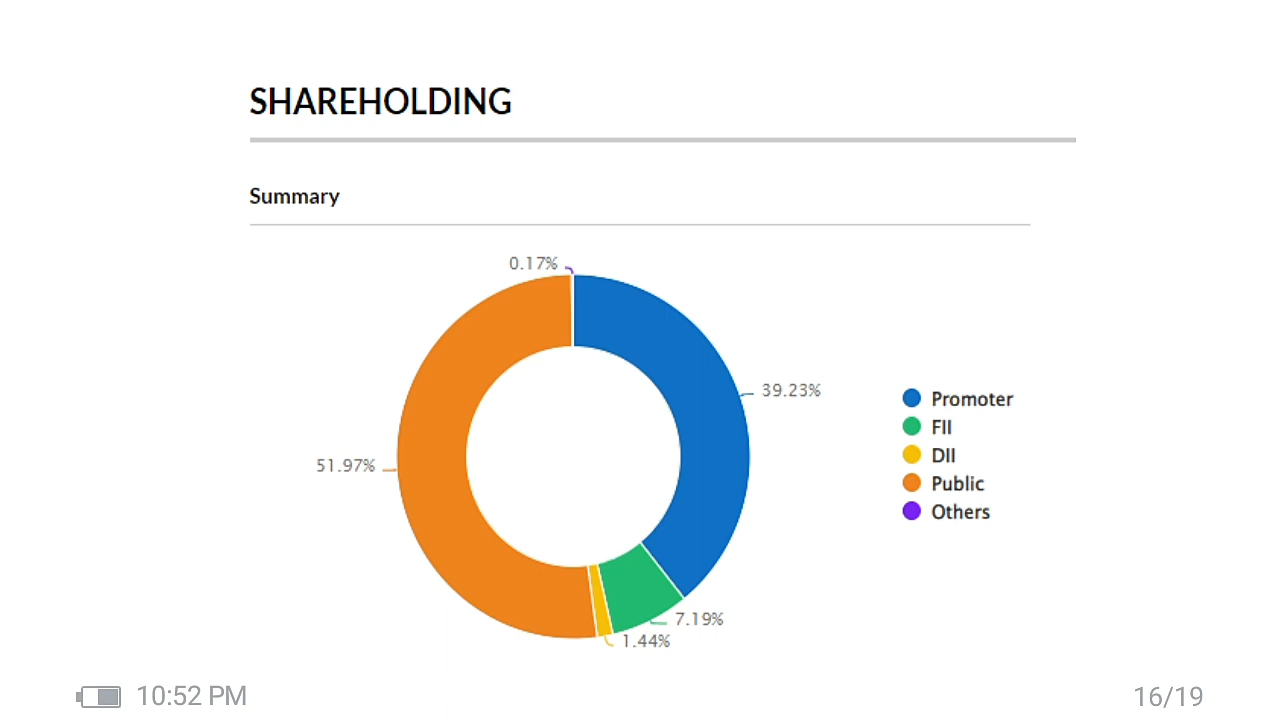 SHAREHOLDING
Summary
0.17%
39.23%
51.97%
7.19%
1.44%
Promoter
FII
DII
Public
Others
10:52 PM
16/19